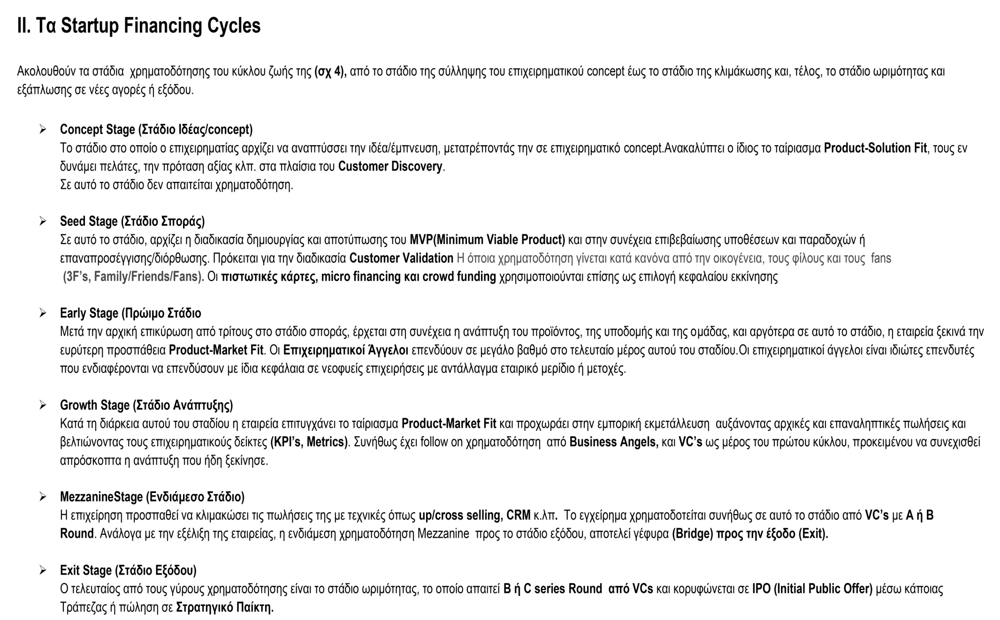 II. Τα Startup Financing Cycles
Ακολουθούν τα στάδια  χρηματοδότησης του κύκλου ζωής της (σχ 4), από το στάδιο της σύλληψης του επιχειρηματικού concept έως το στάδιο της κλιμάκωσης και, τέλος, το στάδιο ωριμότητας και
εξάπλωσης σε νέες αγορές ή εξόδου.
➢ Concept Stage (Στάδιο Ιδέας/concept)
Το στάδιο στο οποίο ο επιχειρηματίας αρχίζει να αναπτύσσει την ιδέα/έμπνευση, μετατρέποντάς την σε επιχειρηματικό concept.Ανακαλύπτει ο ίδιος το ταίριασμα Product-Solution Fit, τους εν
δυνάμει πελάτες, την πρόταση αξίας κλπ. στα πλαίσια του Customer Discovery.
Σε αυτό το στάδιο δεν απαιτείται χρηματοδότηση.
➢ Seed Stage (Στάδιο Σποράς)
Σε αυτό το στάδιο, αρχίζει η διαδικασία δημιουργίας και αποτύπωσης του MVP(Minimum Viable Product) και στην συνέχεια επιβεβαίωσης υποθέσεων και παραδοχών ή
επαναπροσέγγισης/διόρθωσης. Πρόκειται για την διαδικασία Customer Validation Η όποια χρηματοδότηση γίνεται κατά κανόνα από την οικογένεια, τους φίλους και τους  fans
(3F’s, Family/Friends/Fans). Οι πιστωτικές κάρτες, micro financing και crowd funding χρησιμοποιούνται επίσης ως επιλογή κεφαλαίου εκκίνησης
➢ Early Stage (Πρώιμο Στάδιο
Μετά την αρχική επικύρωση από τρίτους στο στάδιο σποράς, έρχεται στη συνέχεια η ανάπτυξη του προϊόντος, της υποδομής και της ομάδας, και αργότερα σε αυτό το στάδιο, η εταιρεία ξεκινά την
ευρύτερη προσπάθεια Product-Market Fit. Οι Επιχειρηματικοί Άγγελοι επενδύουν σε μεγάλο βαθμό στο τελευταίο μέρος αυτού του σταδίου.Οι επιχειρηματικοί άγγελοι είναι ιδιώτες επενδυτές
που ενδιαφέρονται να επενδύσουν με ίδια κεφάλαια σε νεοφυείς επιχειρήσεις με αντάλλαγμα εταιρικό μερίδιο ή μετοχές.
➢ Growth Stage (Στάδιο Ανάπτυξης)
Κατά τη διάρκεια αυτού του σταδίου η εταιρεία επιτυγχάνει το ταίριασμα Product-Market Fit και προχωράει στην εμπορική εκμετάλλευση  αυξάνοντας αρχικές και επαναληπτικές πωλήσεις και
βελτιώνοντας τους επιχειρηματικούς δείκτες (KPI’s, Metrics). Συνήθως έχει follow on χρηματοδότηση  από Business Angels, και VC’s ως μέρος του πρώτου κύκλου, προκειμένου να συνεχισθεί
απρόσκοπτα η ανάπτυξη που ήδη ξεκίνησε.
➢ MezzanineStage (Ενδιάμεσο Στάδιο)
Η επιχείρηση προσπαθεί να κλιμακώσει τις πωλήσεις της με τεχνικές όπως up/cross selling, CRM κ.λπ.  Το εγχείρημα χρηματοδοτείται συνήθως σε αυτό το στάδιο από VC’s με A ή B
Round. Ανάλογα με την εξέλιξη της εταιρείας, η ενδιάμεση χρηματοδότηση Mezzanine  προς το στάδιο εξόδου, αποτελεί γέφυρα (Bridge) προς την έξοδο (Exit).
➢ Exit Stage (Στάδιο Εξόδου)
Ο τελευταίος από τους γύρους χρηματοδότησης είναι το στάδιο ωριμότητας, το οποίο απαιτεί B ή C series Round  από VCs και κορυφώνεται σε IPO (Initial Public Offer) μέσω κάποιας
Τράπεζας ή πώληση σε Στρατηγικό Παίκτη.